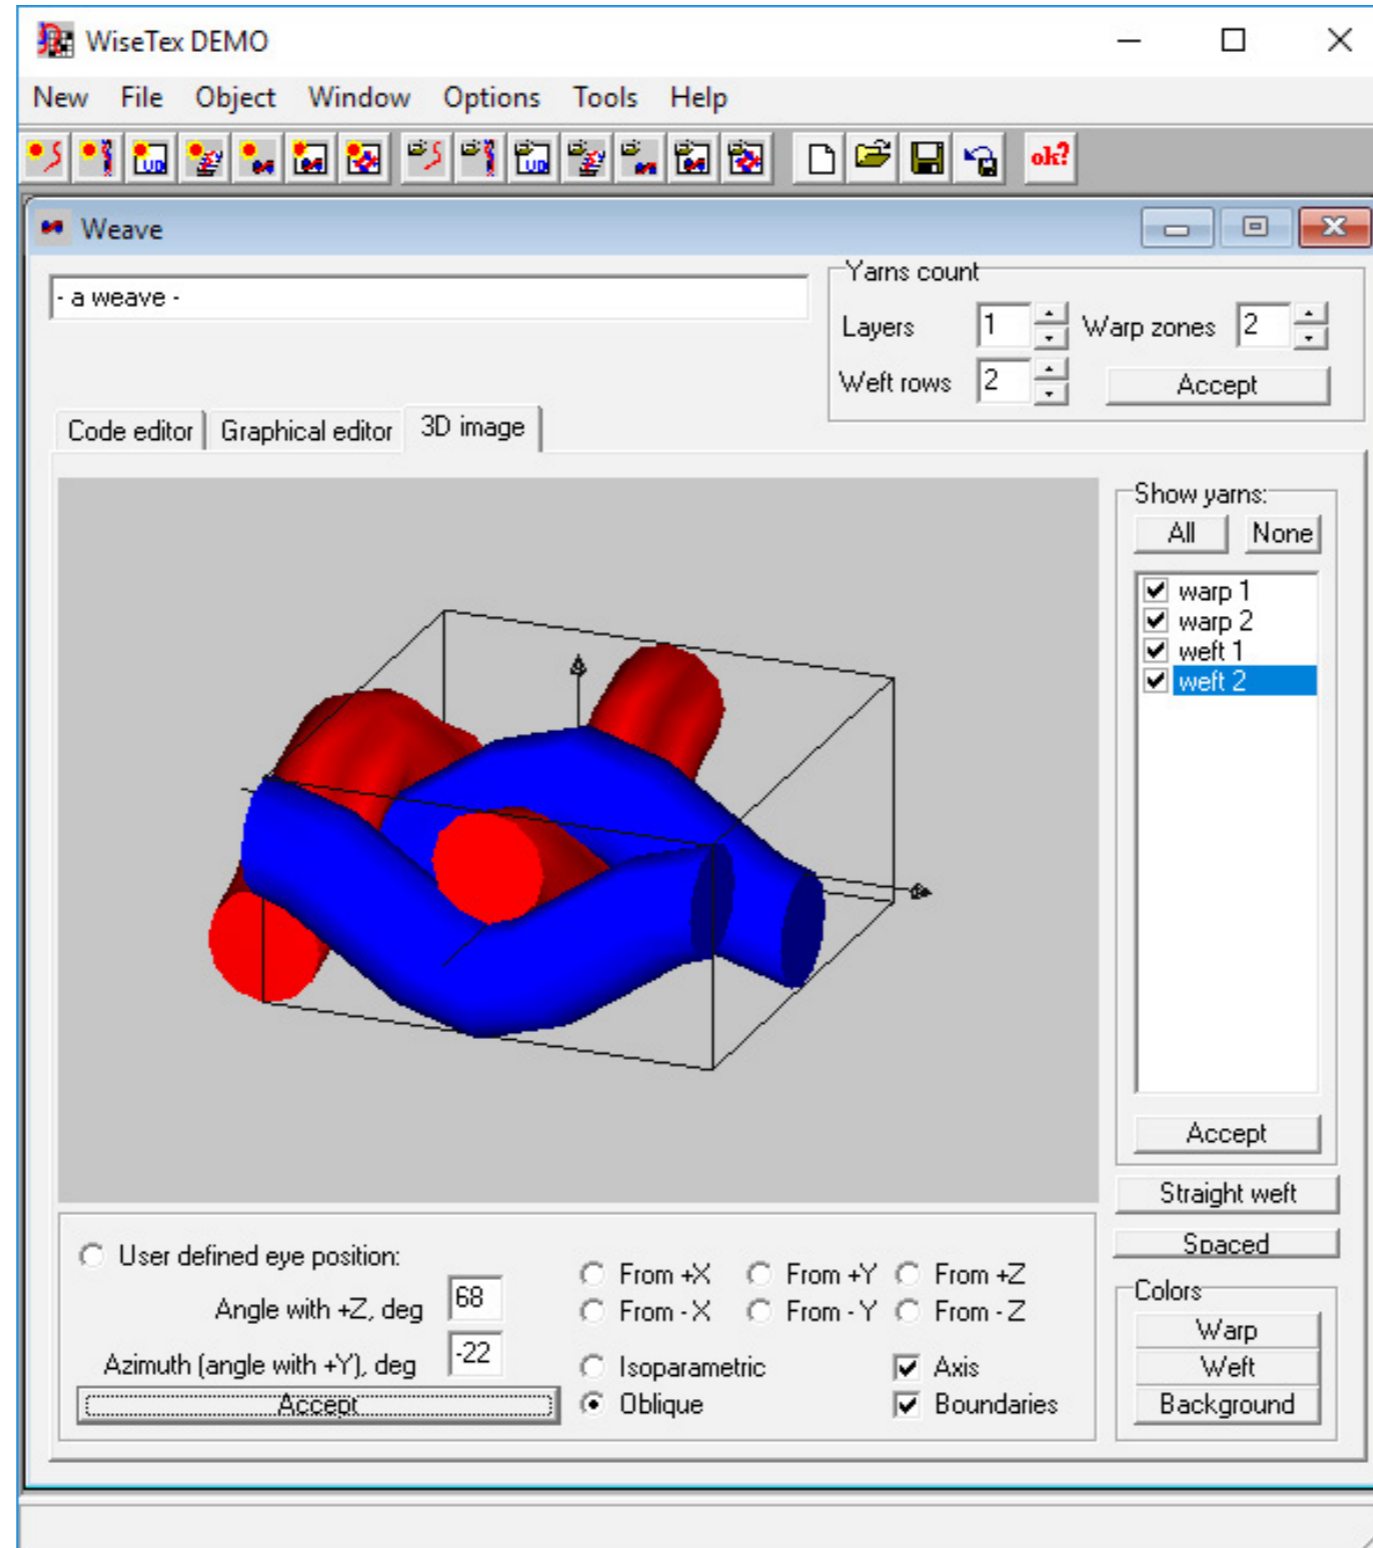 WiseTex DEMO
New File Object Window Options Tools Help
UD UD ok?
Weave
- a weave -
Yarns count
Layers 1 Warp zones 2
Weft rows 2 Accept
Code editor Graphical editor 3D image
Show yarns:
All None
warp 1
warp 2
weft 1
weft 2
Accept
Straight weft
Spaced
Colors
Warp
Weft
Background
User defined eye position:
Angle with +Z, deg 68
Azimuth (angle with +Y), deg -22
Accept
From +X From +Y From +Z
From - X From - Y From - Z
Isoparametric Axis
Oblique Boundaries